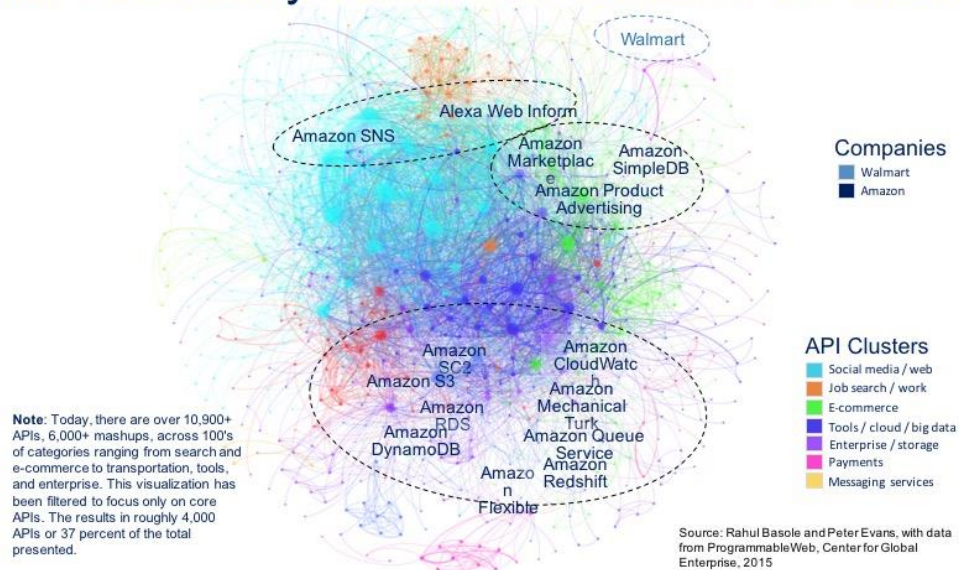 Walmart
Alexa Web Inform
Amazon SNS
Amazon
Marketplac
e
Amazon
SimpleDB
Amazon Product
Advertising
Companies
Walmart
Amazon
Amazon
SC2
Amazon S3
Amazon
RDS
Amazon
DynamoDB
Amazon
CloudWatc
h
Amazon
Mechanical
Turk
Amazon Queue
Service
Amazon
Redshift
Amazo
n
Flexible
API Clusters
Social media / web
Job search / work
E-commerce
Tools / cloud / big data
Enterprise / storage
Payments
Messaging services
Note: Today, there are over 10,900+
APIs, 6,000+ mashups, across 100's
of categories ranging from search and
e-commerce to transportation, tools,
and enterprise. This visualization has
been filtered to focus only on core
APIs. The results in roughly 4,000
APIs or 37 percent of the total
presented.
Source: Rahul Basole and Peter Evans, with data
from ProgrammableWeb, Center for Global
Enterprise, 2015